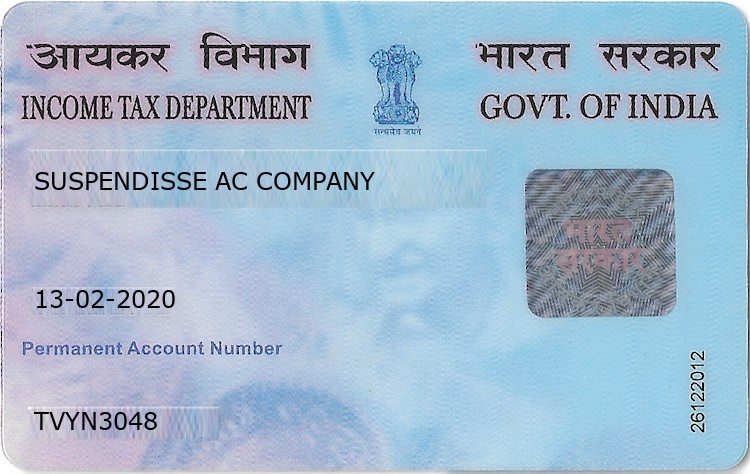 आयकर विभाग
भारत सरकार
INCOME TAX DEPARTMENT
GOVT. OF INDIA
सत्यमेव जयते
SUSPENDISSE AC COMPANY
भारत
सरकार
13-02-2020
Permanent Account Number
TVYN3048
26122012